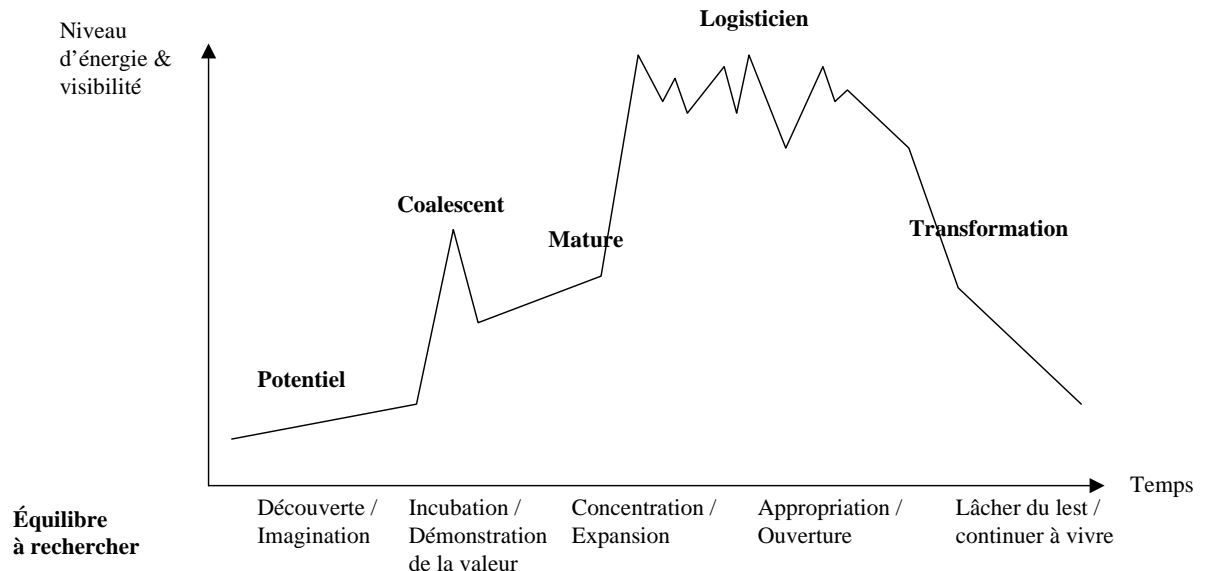 Logisticien
Niveau
d’énergie &
visibilité
Coalescent
Mature
Transformation
Potentiel
Temps
Équilibre
à rechercher
Découverte /
Imagination
Incubation /
Démonstration
de la valeur
Concentration /
Expansion
Appropriation /
Ouverture
Lâcher du lest /
continuer à vivre